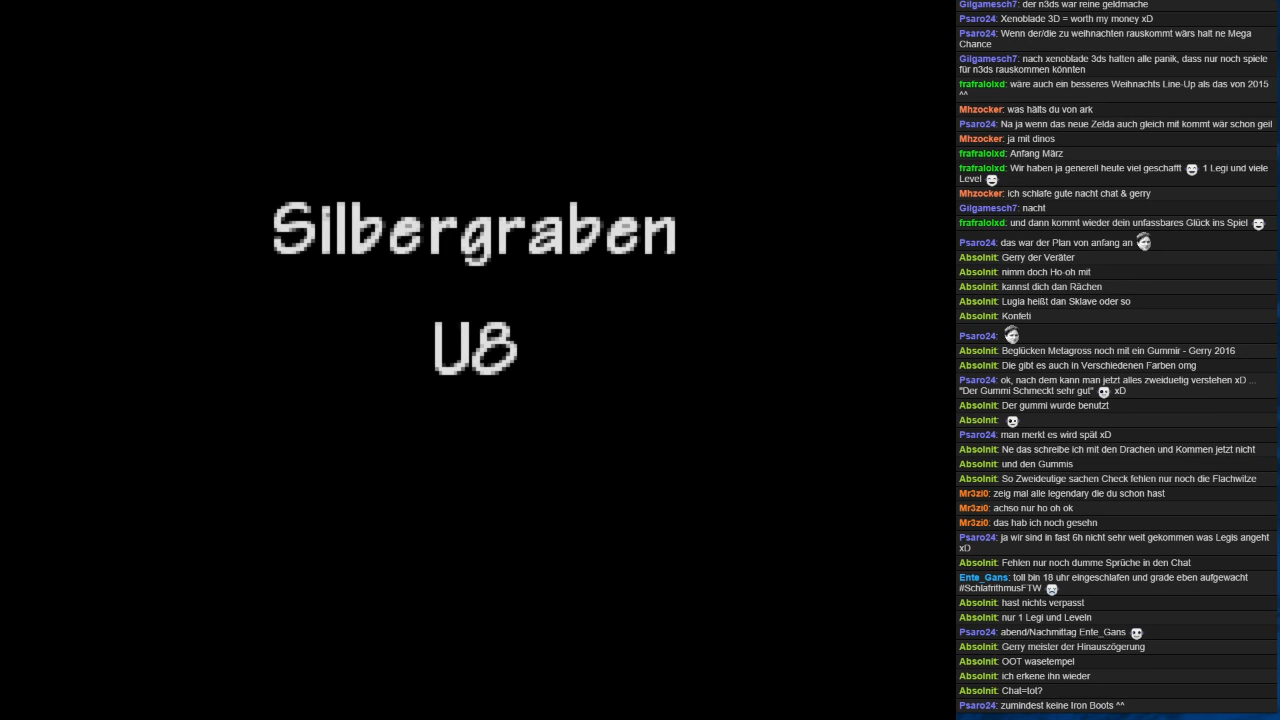 Silbergraben
U8
Gilgamesch7: der n3ds war reine geldmache
Psaro24: Xenoblade 3D = worth my money xD
Psaro24: Wenn der/die zu weihnachten rauskommt wärs halt ne Mega
Chance
Gilgamesch7: nach xenoblade 3ds hatten alle panik, dass nur noch spiele
für n3ds rauskommen könnten
frafralolxd: wäre auch ein besseres Weihnachts Line-Up als das von 2015
^^
Mhzocker: was hälts du von ark
Psaro24: Na ja wenn das neue Zelda auch gleich mit kommt wär schon geil
Mhzocker: ja mit dinos
frafralolxd: Anfang März
frafralolxd: Wir haben ja generell heute viel geschafft 1 Legi und viele
Level
Mhzocker: ich schlafe gute nacht chat & gerry
Gilgamesch7: nacht
frafralolxd: und dann kommt wieder dein unfassbares Glück ins Spiel
Psaro24: das war der Plan von anfang an
Absolnit: Gerry der Veräter
Absolnit: nimm doch Ho-oh mit
Absolnit: kannst dich dan Rächen
Absolnit: Lugia heißt dan Sklave oder so
Absolnit: Konfeti
Psaro24:
Absolnit: Beglücken Metagross noch mit ein Gummir - Gerry 2016
Absolnit: Die gibt es auch in Verschiedenen Farben omg
Psaro24: ok, nach dem kann man jetzt alles zweiduetig verstehen xD ...
"Der Gummi Schmeckt sehr gut" xD
Absolnit: Der gummi wurde benutzt
Absolnit:
Psaro24: man merkt es wird spät xD
Absolnit: Ne das schreibe ich mit den Drachen und Kommen jetzt nicht
Absolnit: und den Gummis
Absolnit: So Zweideutige sachen Check fehlen nur noch die Flachwitze
Mr3zi0: zeig mal alle legendary die du schon hast
Mr3zi0: achso nur ho oh ok
Mr3zi0: das hab ich noch gesehn
Psaro24: ja wir sind in fast 6h nicht sehr weit gekommen was Legis angeht
xD
Absolnit: Fehlen nur noch dumme Sprüche in den Chat
Ente_Gans: toll bin 18 uhr eingeschlafen und grade eben aufgewacht
#SchlafrithmusFTW
Absolnit: hast nichts verpasst
Absolnit: nur 1 Legi und Leveln
Psaro24: abend/Nachmittag Ente_Gans
Absolnit: Gerry meister der Hinauszögerung
Absolnit: OOT wasetempel
Absolnit: ich erkene ihn wieder
Absolnit: Chat=tot?
Psaro24: zumindest keine Iron Boots ^^